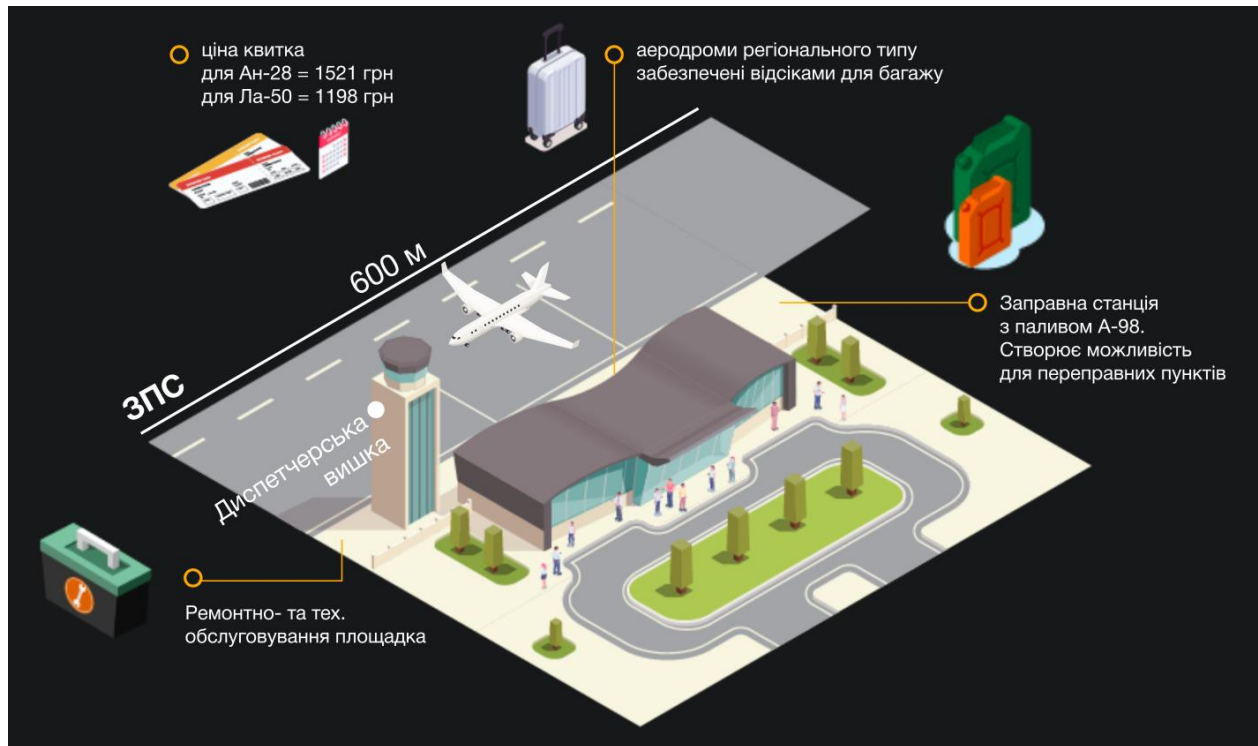 ціна квитка
для Ан-28 = 1521 грн
для Ла-50 = 1198 грн
аеродроми регіонального типу
забезпечені відсіками для багажу
600 м
ЗПС
Заправна станція
з паливом А-98.
Створює можливість
для переправних пунктів
Диспетчерська
вишка
Ремонтно- та тех.
обслуговування площадка